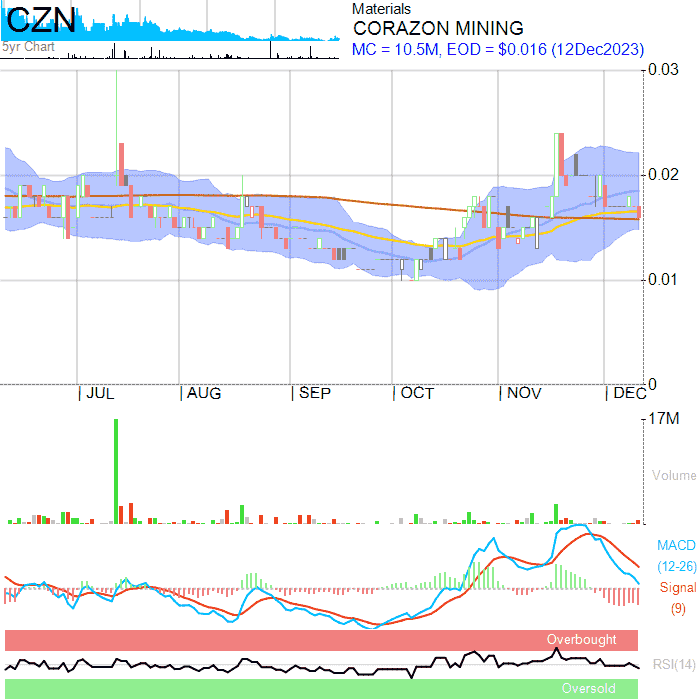 CZN
5yr Chart
Materials
CORAZON MINING
MC = 10.5M, EOD = $0.016 (12Dec2023)
0.03
0.02
0.01
0
| JUL | AUG | SEP | OCT | NOV | DEC
17M
Volume
MACD
(12-26)
Signal
(9)
Overbought
RSI(14)
Oversold